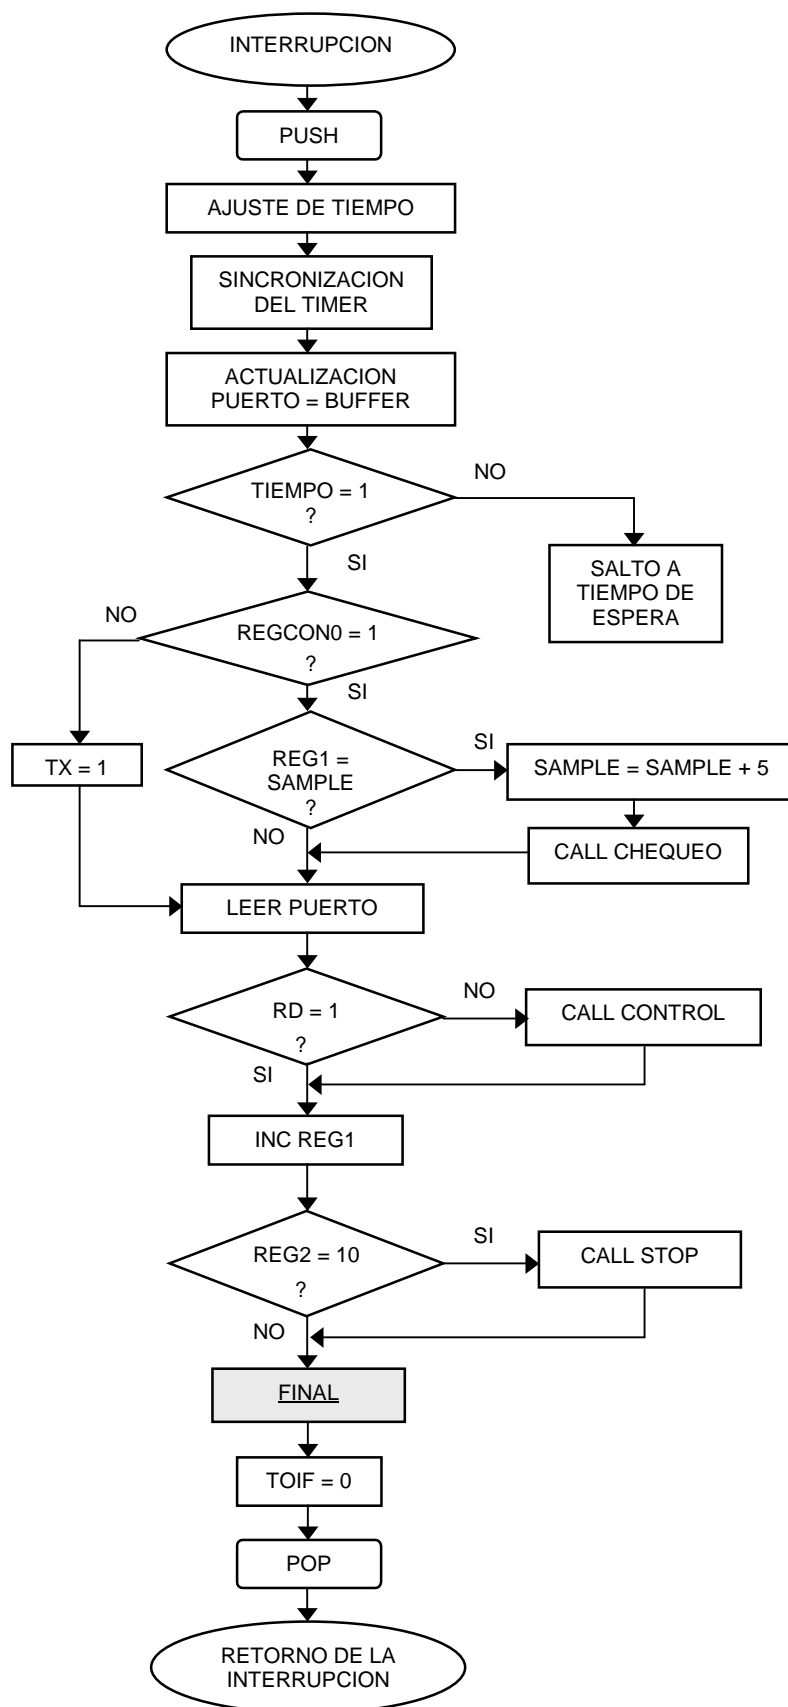 INTERRUPCION
PUSH
AJUSTE DE TIEMPO
SINCRONIZACION
DEL TIMER
ACTUALIZACION
PUERTO = BUFFER
TIEMPO = 1
?
NO
SI
SALTO A
TIEMPO DE
ESPERA
NO
REGCON0 = 1
?
SI
TX = 1
REG1 =
SAMPLE
?
SI
SAMPLE = SAMPLE + 5
NO
CALL CHEQUEO
LEER PUERTO
RD = 1
?
NO
CALL CONTROL
SI
INC REG1
REG2 = 10
?
SI
CALL STOP
NO
FINAL
TOIF = 0
POP
RETORNO DE LA
INTERRUPCION